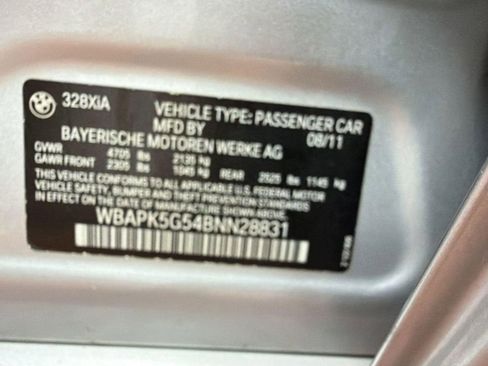 328XiA
VEHICLE TYPE: PASSENGER CAR
MFD BY
08/11
BAYERISCHE MOTOREN WERKE AG
GVWR 4705 lbs 2135 kg
GAWR FRONT 2305 lbs 1045 kg REAR 2525 lbs 1145 kg
THIS VEHICLE CONFORMS TO ALL APPLICABLE U.S. FEDERAL MOTOR
VEHICLE SAFETY, BUMPER AND THEFT PREVENTION STANDARDS
IN EFFECT ON THE DATE OF MANUFACTURE SHOWN ABOVE
WBAPK5G54BNN28831